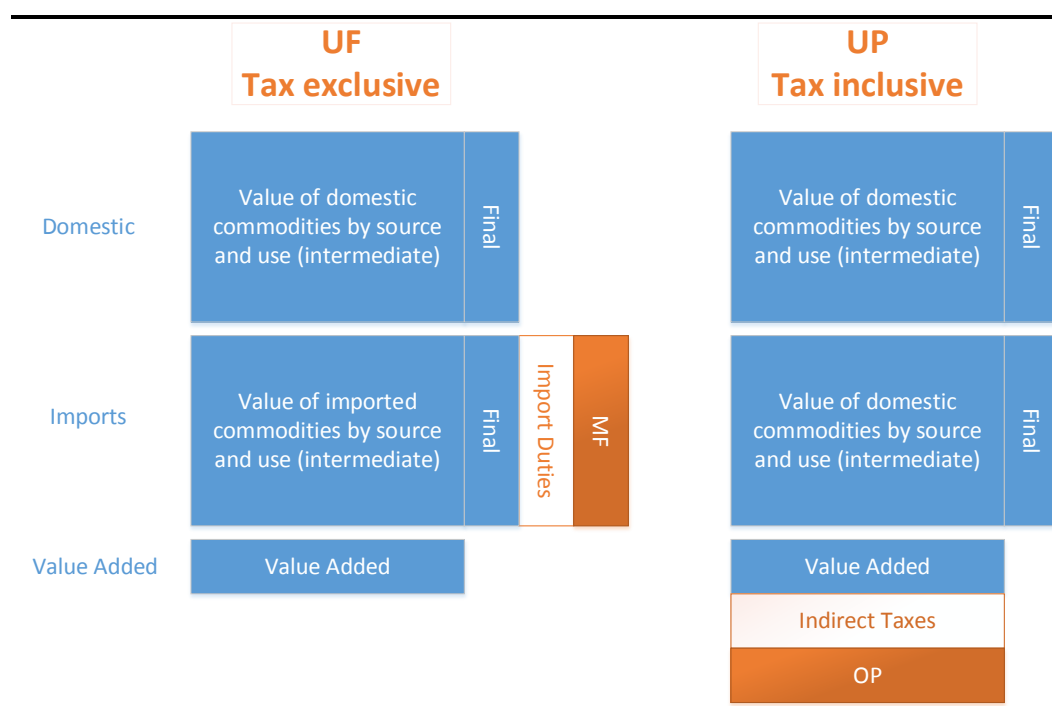 UF
Tax exclusive
UP
Tax inclusive
Domestic
Value of domestic
commodities by source
and use (intermediate)
Final
Value of domestic
commodities by source
and use (intermediate)
Final
Imports
Value of imported
commodities by source
and use (intermediate)
Final
Import Duties
MF
Value of domestic
commodities by source
and use (intermediate)
Final
Value Added
Value Added
Value Added
Indirect Taxes
OP